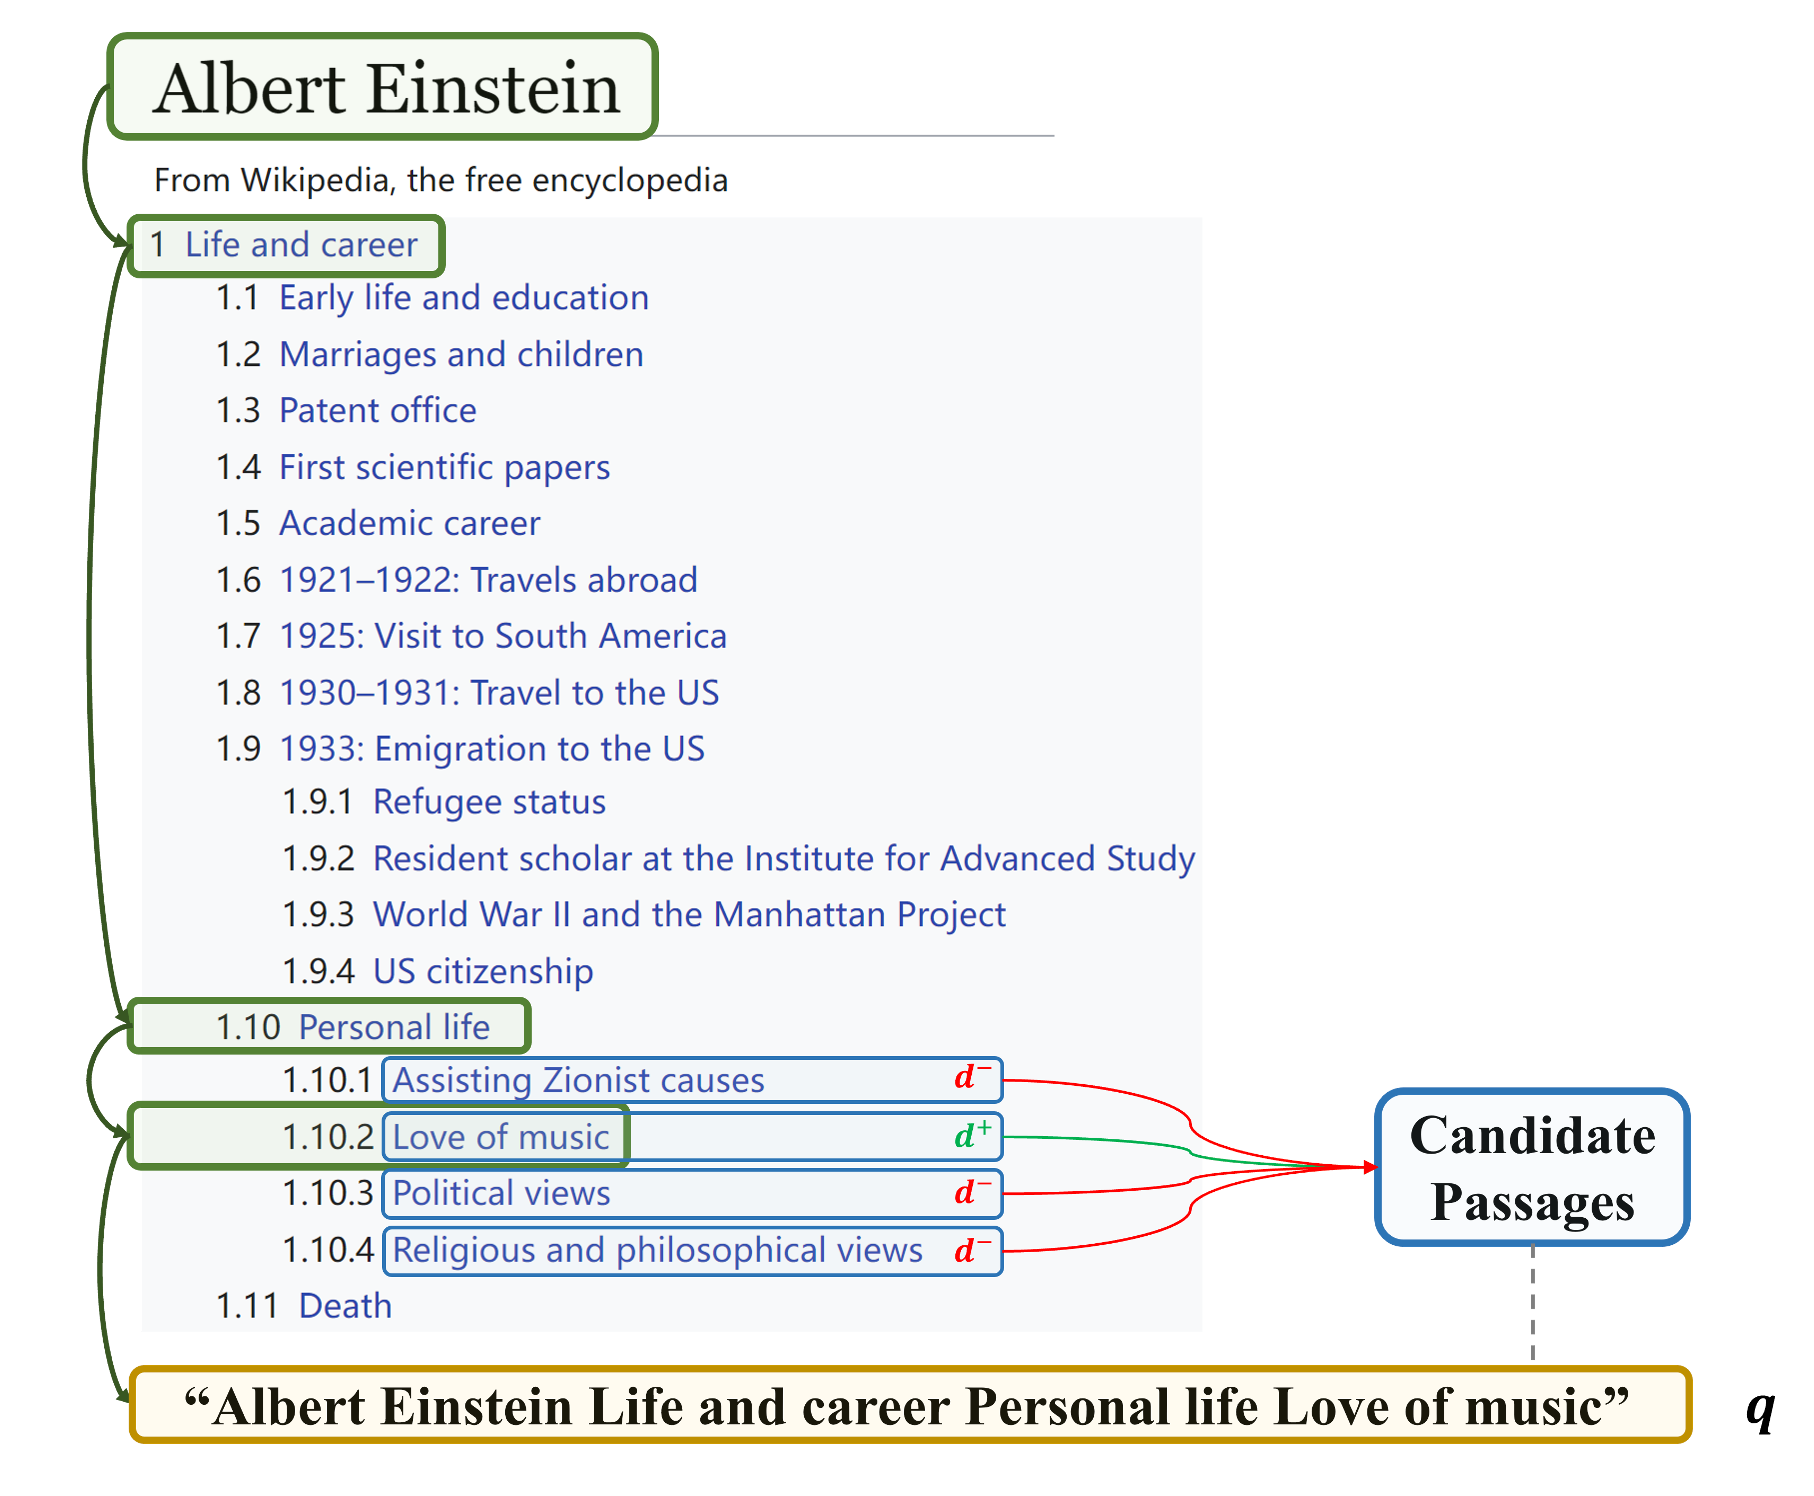 Albert Einstein
From Wikipedia, the free encyclopedia
1 Life and career
1.1 Early life and education
1.2 Marriages and children
1.3 Patent office
1.4 First scientific papers
1.5 Academic career
1.6 1921–1922: Travels abroad
1.7 1925: Visit to South America
1.8 1930–1931: Travel to the US
1.9 1933: Emigration to the US
1.9.1 Refugee status
1.9.2 Resident scholar at the Institute for Advanced Study
1.9.3 World War II and the Manhattan Project
1.9.4 US citizenship
1.10 Personal life
1.10.1 Assisting Zionist causes d⁻
1.10.2 Love of music d⁺
1.10.3 Political views d⁻
1.10.4 Religious and philosophical views d⁻
1.11 Death
Candidate
Passages
“Albert Einstein Life and career Personal life Love of music” q